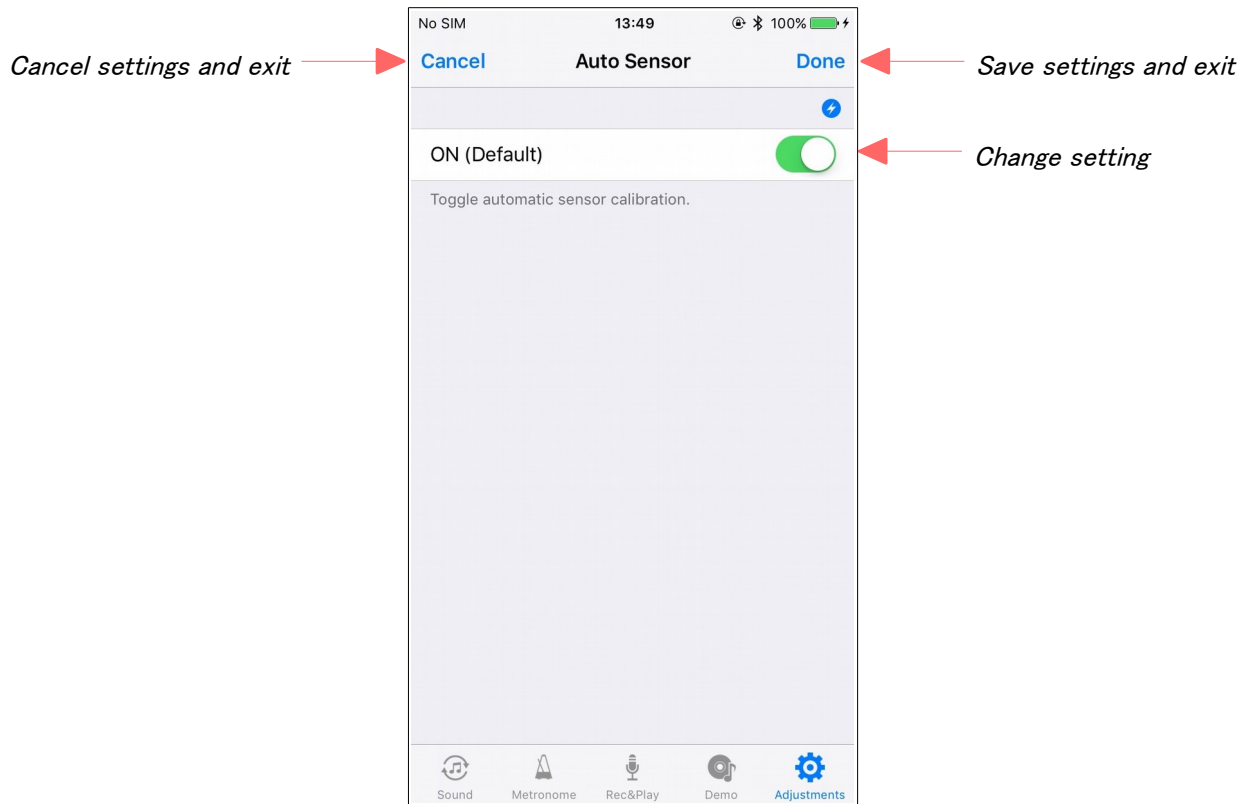 No SIM 13:49 100%
Cancel settings and exit Cancel Auto Sensor Done Save settings and exit
ON (Default) Change setting
Toggle automatic sensor calibration.
Sound Metronome Rec&Play Demo Adjustments